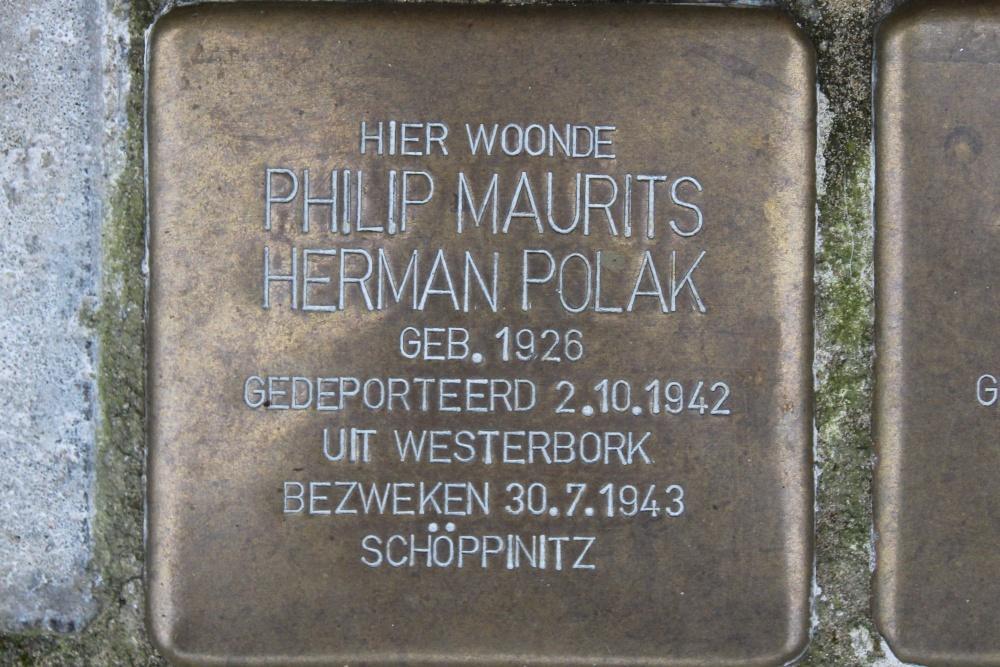 HIER WOONDE
PHILIP MAURITS
HERMAN POLAK
GEB. 1926
GEDEPORTEERD 2.10.1942
UIT WESTERBORK
BEZWEKEN 30.7.1943
SCHÖPPINITZ
G